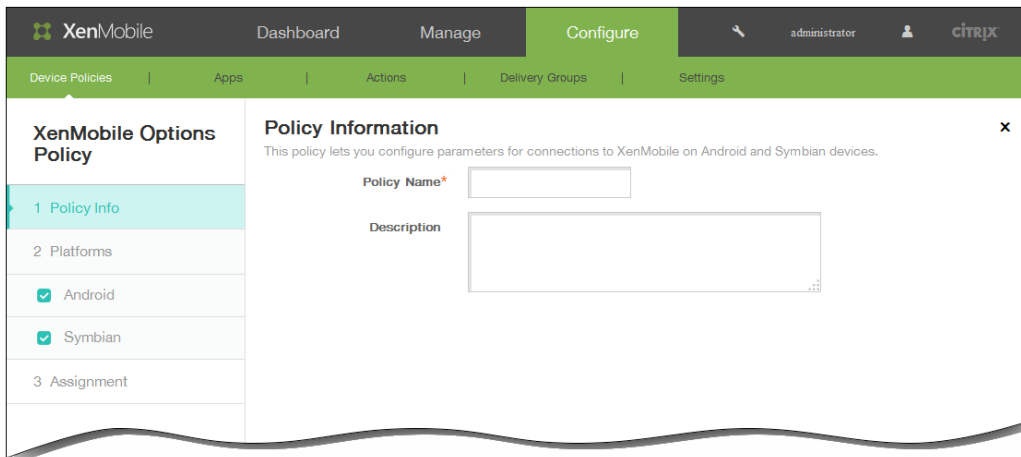 XenMobile Dashboard Manage Configure administrator CİTRIX
Device Policies | Apps | Actions | Delivery Groups | Settings
XenMobile Options
Policy
1 Policy Info
2 Platforms
Android
Symbian
3 Assignment
Policy Information x
This policy lets you configure parameters for connections to XenMobile on Android and Symbian devices.
Policy Name*
Description